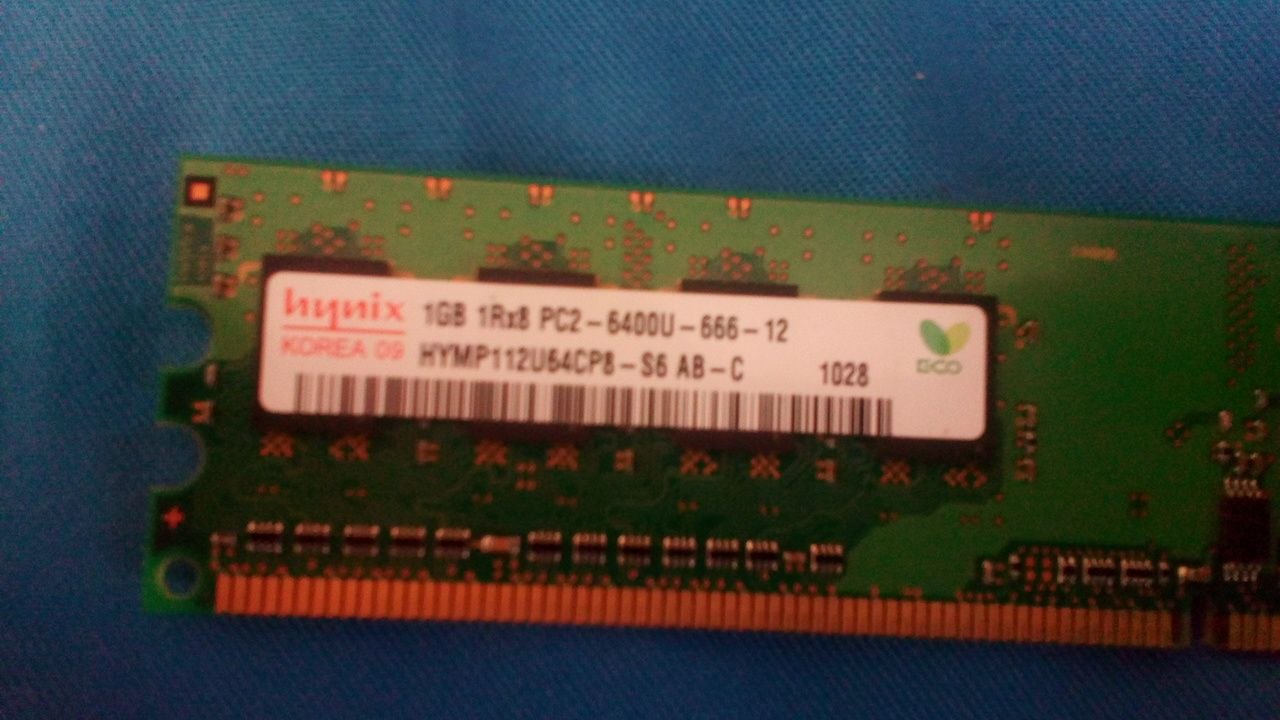 hynix 1GB 1Rx8 PC2-6400U-666-12
KOREA 09 HYMP112U64CP8-S6 AB-C 1028
ECO